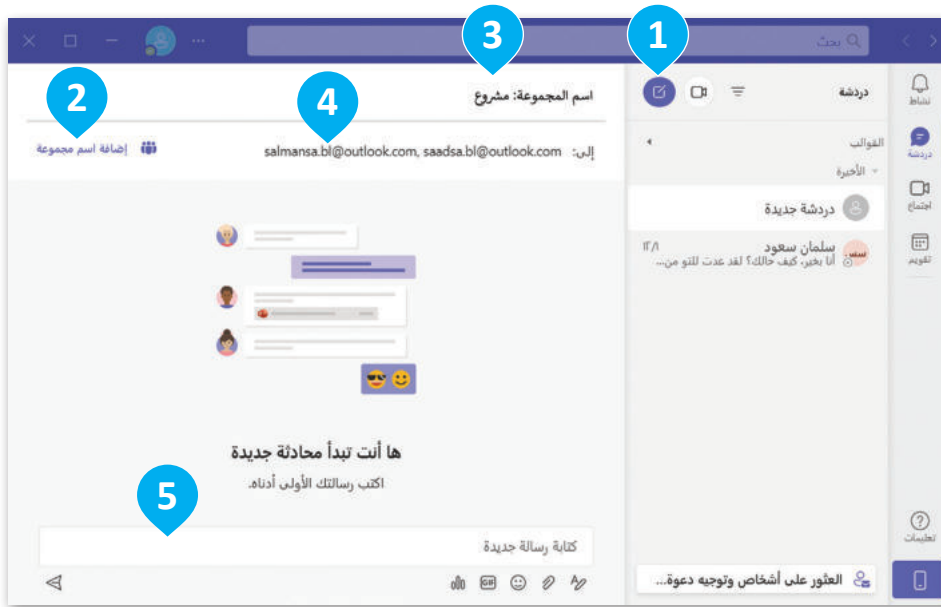 بحث
1
3
نشاط
دردشة
اجتماع
تقويم
تعليمات
دردشة
القوالب
الأخيرة
دردشة جديدة
سلمان سعود
١٢/٨
أنا بخير، كيف حالك؟ لقد عدت للتو من...
العثور على أشخاص وتوجيه دعوة...
اسم المجموعة: مشروع
2
4
إلى: salmansa.bl@outlook.com, saadsa.bl@outlook.com
إضافة اسم مجموعة
ها أنت تبدأ محادثة جديدة
اكتب رسالتك الأولى أدناه.
5
كتابة رسالة جديدة
GIF